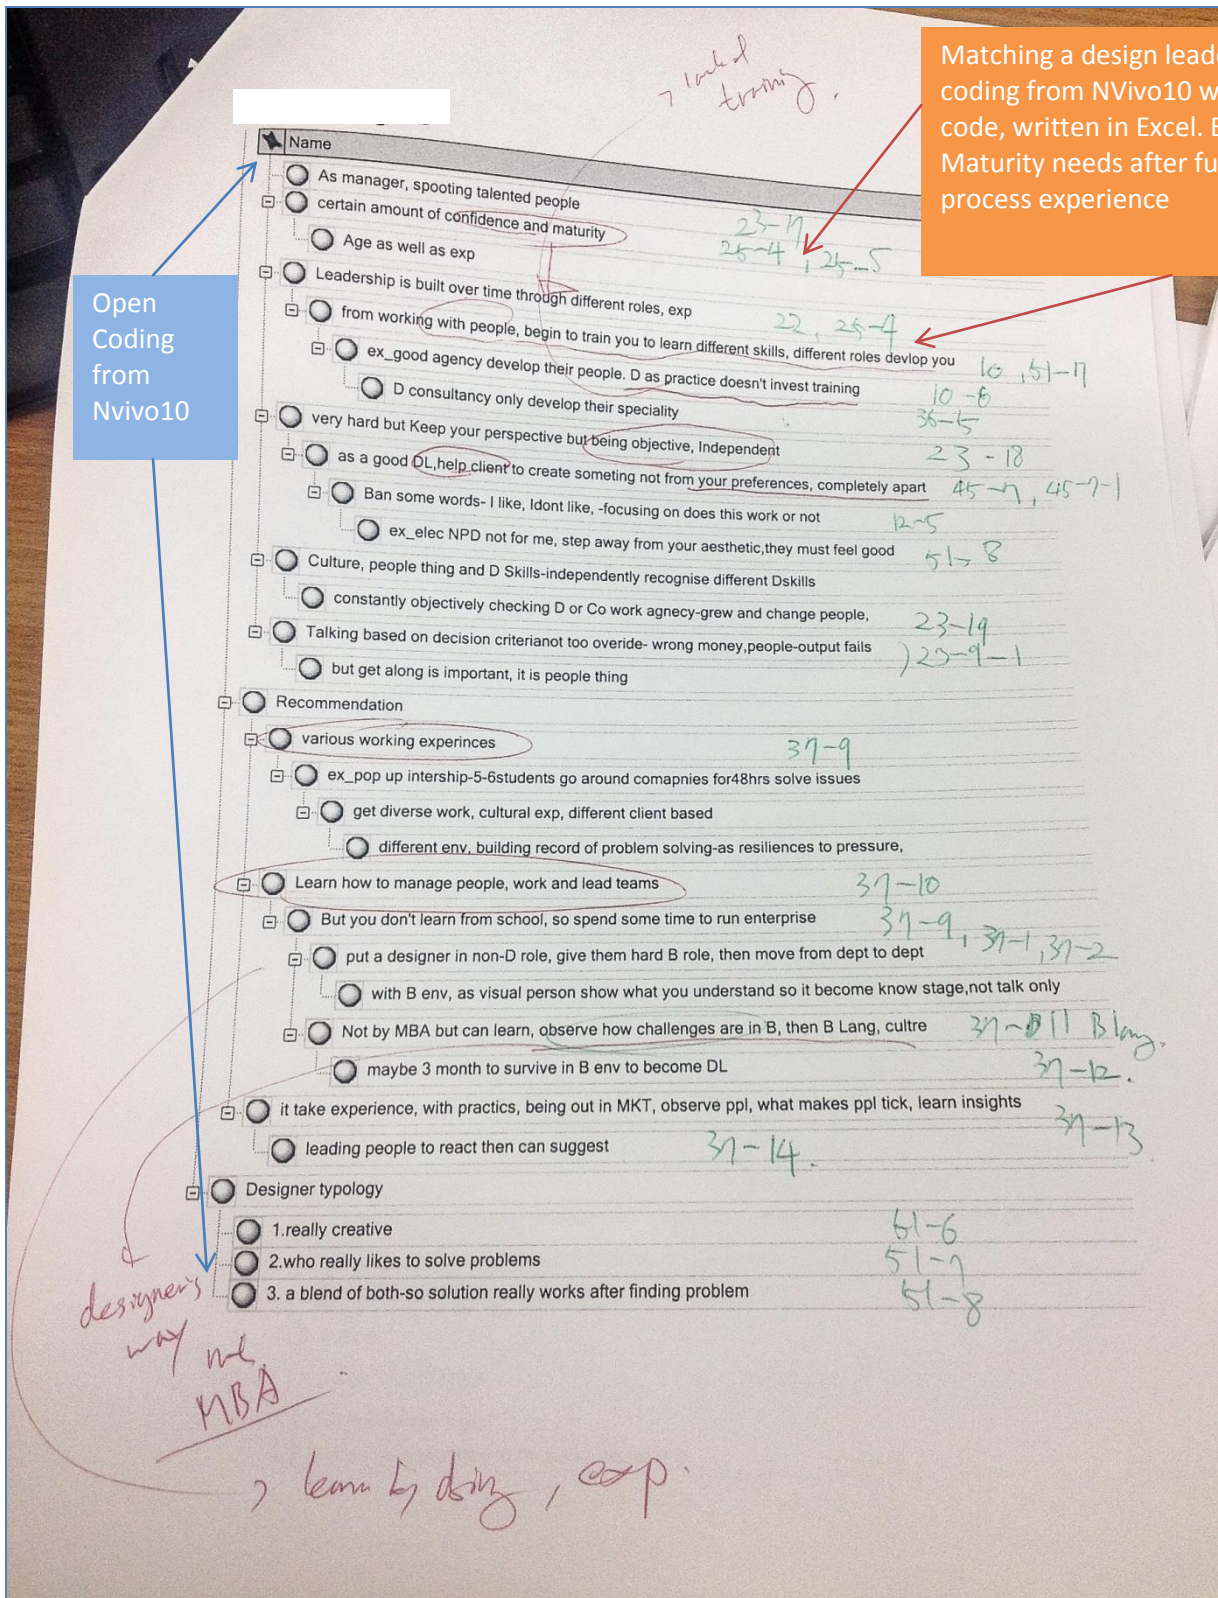 lack of
training.
Matching a design leade
coding from NVivo10 w
code, written in Excel. E
Maturity needs after fu
process experience
Open
Coding
from
Nvivo10
Name
As manager, spooting talented people
certain amount of confidence and maturity 23-17
Age as well as exp 25-4, 25-5
Leadership is built over time through different roles, exp
from working with people, begin to train you to learn different skills, different roles devlop you 22, 25-4
ex_good agency develop their people. D as practice doesn't invest training 10, 51-7
D consultancy only develop their speciality 10-6
very hard but Keep your perspective but being objective, Independent 36-5
as a good DL,help client to create someting not from your preferences, completely apart 23-18
Ban some words- I like, Idont like, -focusing on does this work or not 45-7, 45-7-1
ex_elec NPD not for me, step away from your aesthetic,they must feel good 12-5
Culture, people thing and D Skills-independently recognise different Dskills 51-8
constantly objectively checking D or Co work agnecy-grew and change people,
Talking based on decision criterianot too overide- wrong money,people-output fails 23-19
but get along is important, it is people thing 23-9-1
Recommendation
various working experinces 37-9
ex_pop up intership-5-6students go around comapnies for48hrs solve issues
get diverse work, cultural exp, different client based
different env, building record of problem solving-as resiliences to pressure,
Learn how to manage people, work and lead teams 37-10
But you don't learn from school, so spend some time to run enterprise 37-9, 37-1, 37-2
put a designer in non-D role, give them hard B role, then move from dept to dept
with B env, as visual person show what you understand so it become know stage,not talk only
Not by MBA but can learn, observe how challenges are in B, then B Lang, cultre 37-11 B lang.
maybe 3 month to survive in B env to become DL 37-12.
it take experience, with practics, being out in MKT, observe ppl, what makes ppl tick, learn insights 37-13
leading people to react then can suggest 37-14.
Designer typology
1.really creative 51-6
2.who really likes to solve problems 51-7
3. a blend of both-so solution really works after finding problem 51-8
designer's
way
MBA
learn by doing, exp.